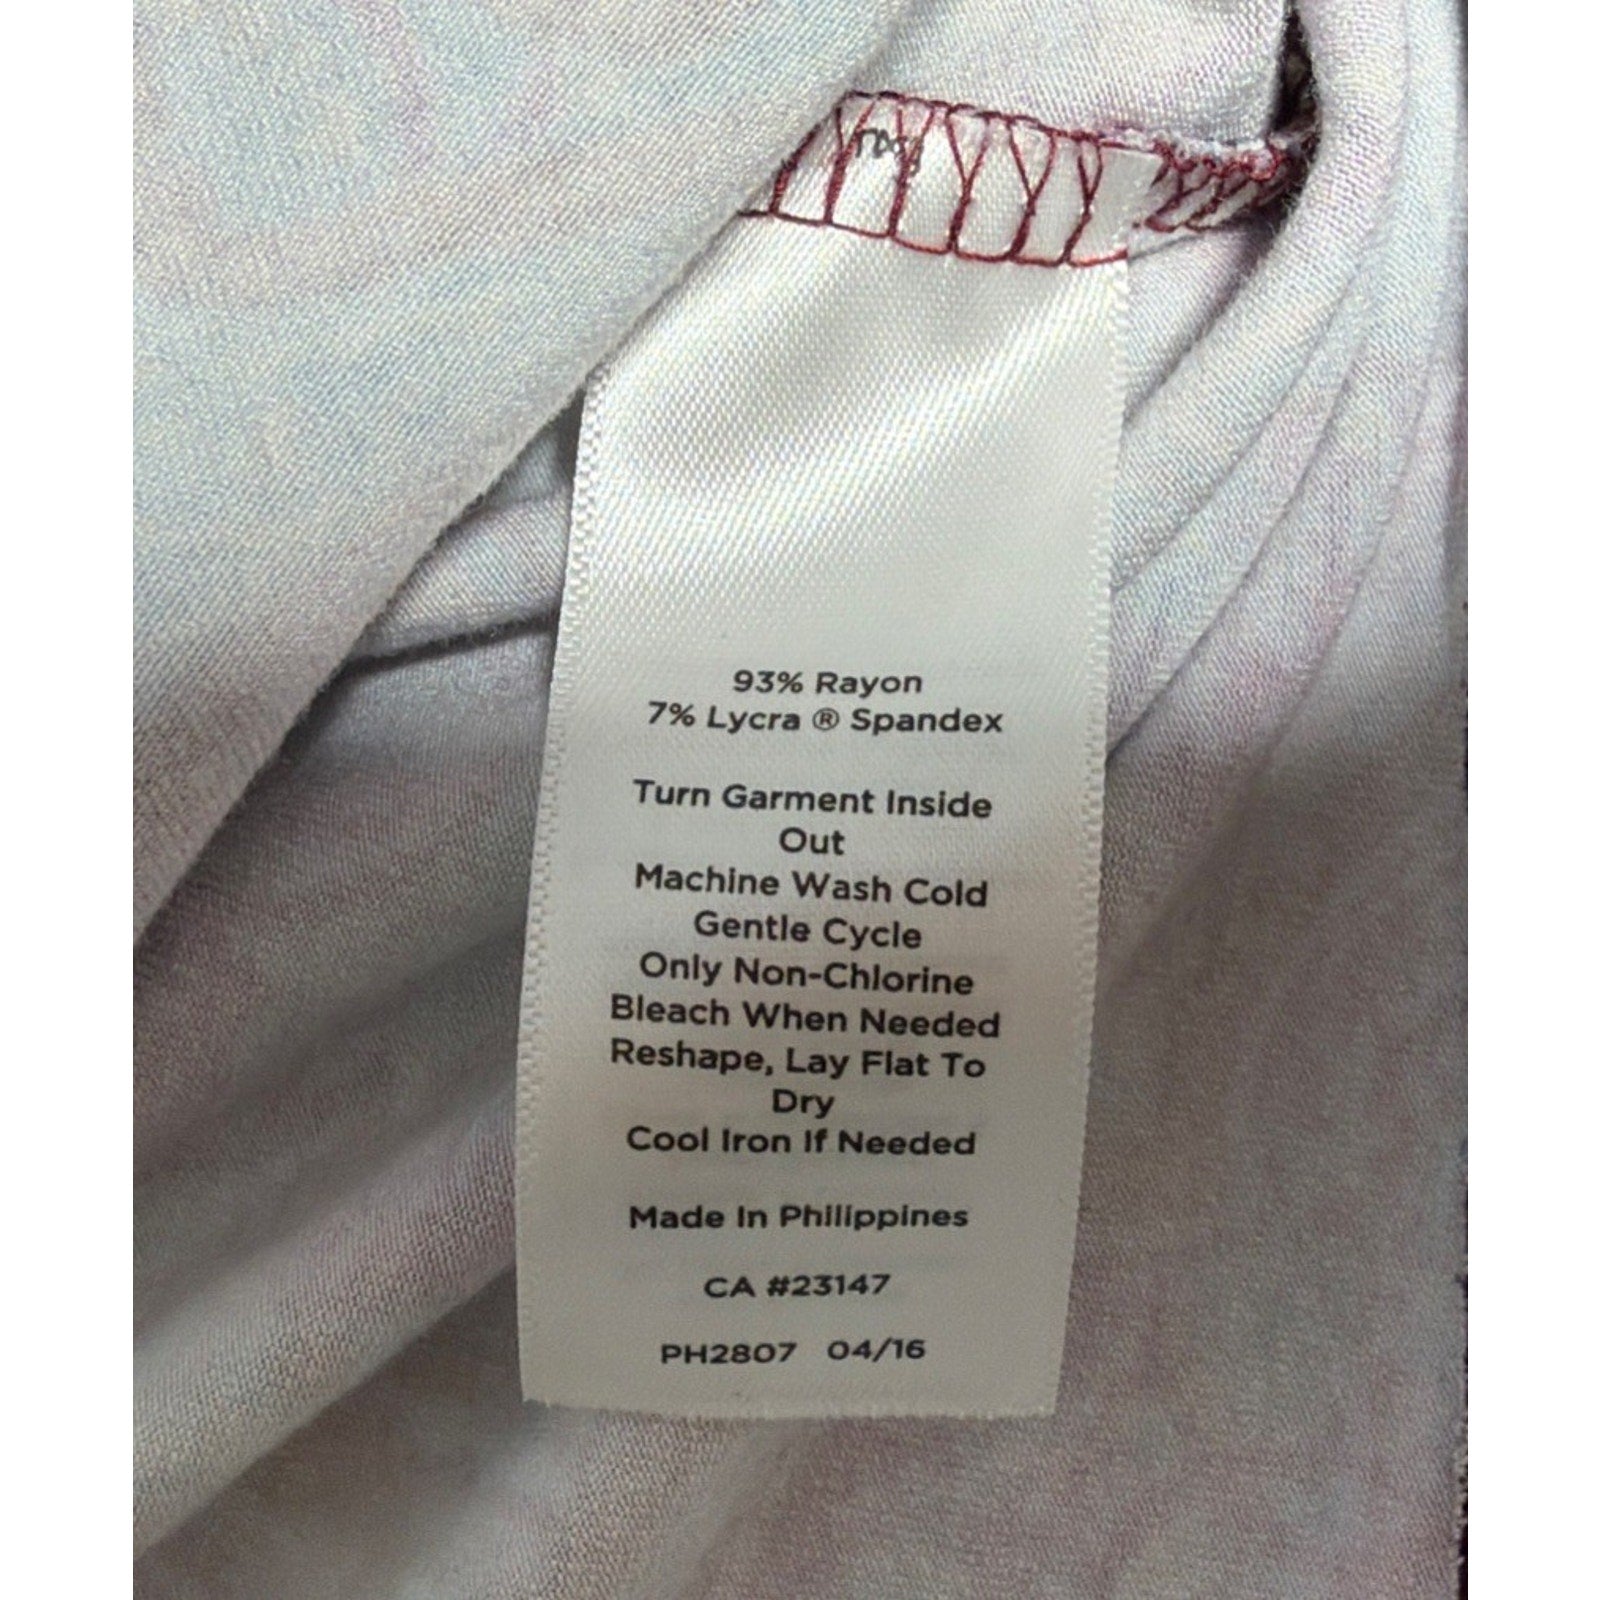 93% Rayon
7% Lycra ® Spandex
Turn Garment Inside
Out
Machine Wash Cold
Gentle Cycle
Only Non-Chlorine
Bleach When Needed
Reshape, Lay Flat To
Dry
Cool Iron If Needed
Made In Philippines
CA #23147
PH2807 04/16